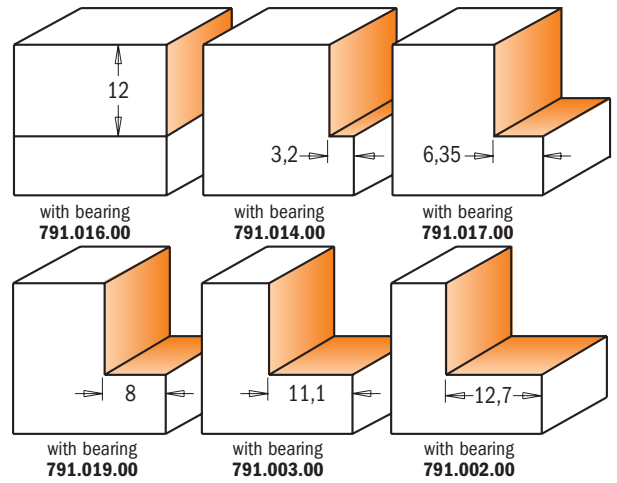 12
3,2
6,35
with bearing
791.016.00
with bearing
791.014.00
with bearing
791.017.00
8
11,1
12,7
with bearing
791.019.00
with bearing
791.003.00
with bearing
791.002.00